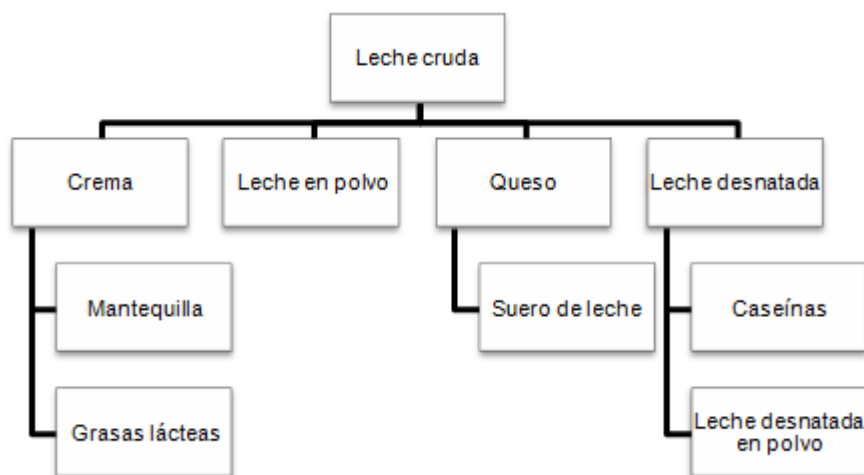 Leche cruda
Crema
Leche en polvo
Queso
Leche desnatada
Mantequilla
Suero de leche
Caseínas
Grasas lácteas
Leche desnatada
en polvo